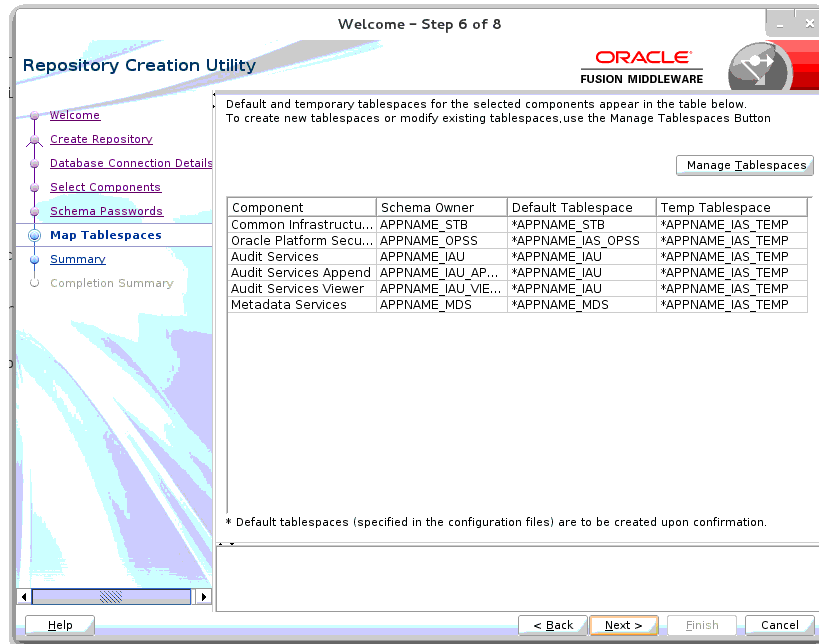 Welcome - Step 6 of 8
Repository Creation Utility
ORACLE
FUSION MIDDLEWARE
Welcome
Create Repository
Database Connection Details
Select Components
Schema Passwords
Map Tablespaces
Summary
Completion Summary
Default and temporary tablespaces for the selected components appear in the table below.
To create new tablespaces or modify existing tablespaces,use the Manage Tablespaces Button
Manage Tablespaces
Component Schema Owner Default Tablespace Temp Tablespace
Common Infrastructu... APPNAME_STB *APPNAME_STB *APPNAME_IAS_TEMP
Oracle Platform Secu... APPNAME_OPSS *APPNAME_IAS_OPSS *APPNAME_IAS_TEMP
Audit Services APPNAME_IAU *APPNAME_IAU *APPNAME_IAS_TEMP
Audit Services Append APPNAME_IAU_AP... *APPNAME_IAU *APPNAME_IAS_TEMP
Audit Services Viewer APPNAME_IAU_VIE... *APPNAME_IAU *APPNAME_IAS_TEMP
Metadata Services APPNAME_MDS *APPNAME_MDS *APPNAME_IAS_TEMP
* Default tablespaces (specified in the configuration files) are to be created upon confirmation.
Help
< Back
Next >
Finish
Cancel